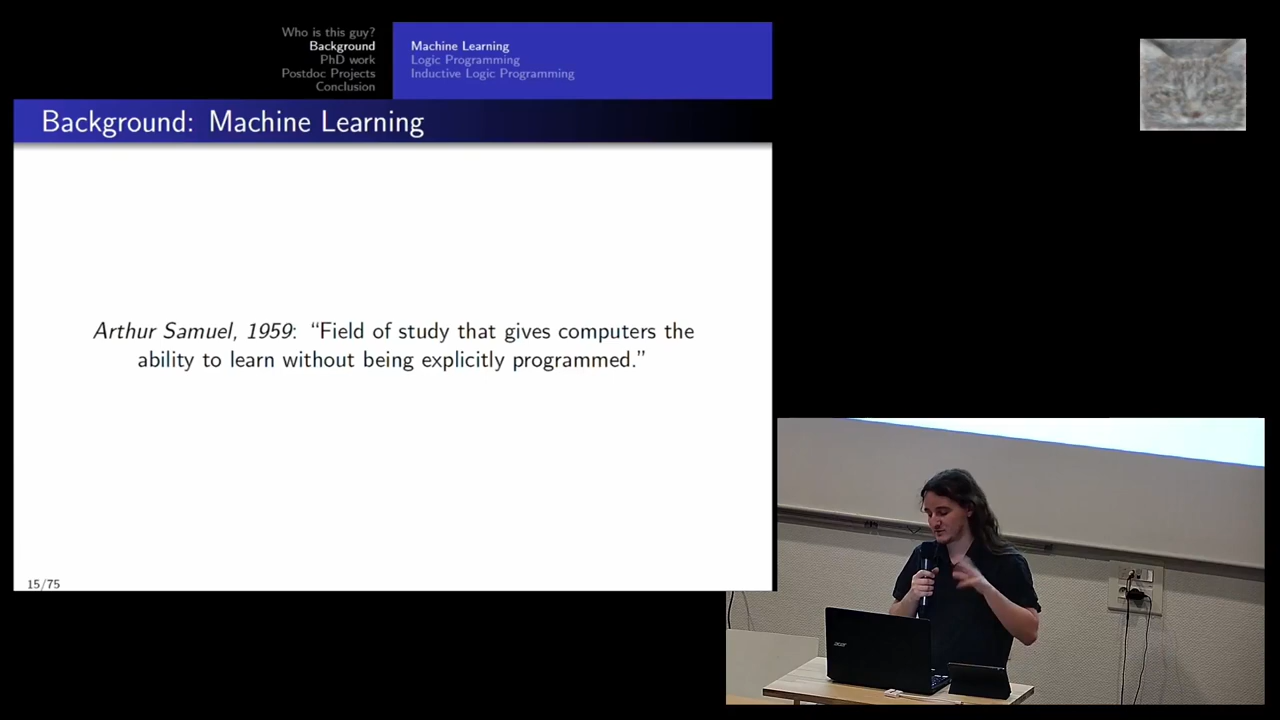 Who is this guy?
Background
PhD work
Postdoc Projects
Conclusion
Machine Learning
Logic Programming
Inductive Logic Programming
Background: Machine Learning
Arthur Samuel, 1959: “Field of study that gives computers the
ability to learn without being explicitly programmed.”
15/75
acer